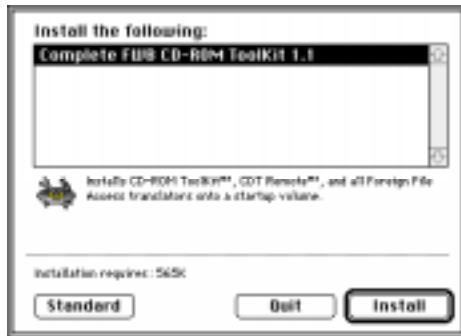 Install the following:
Complete FWB CD-ROM ToolKit 1.1
Installs CD-ROM ToolKit™, CDT Remote™, and all Foreign File
Access translators onto a startup volume.
Installation requires: 565K
Standard
Quit
Install